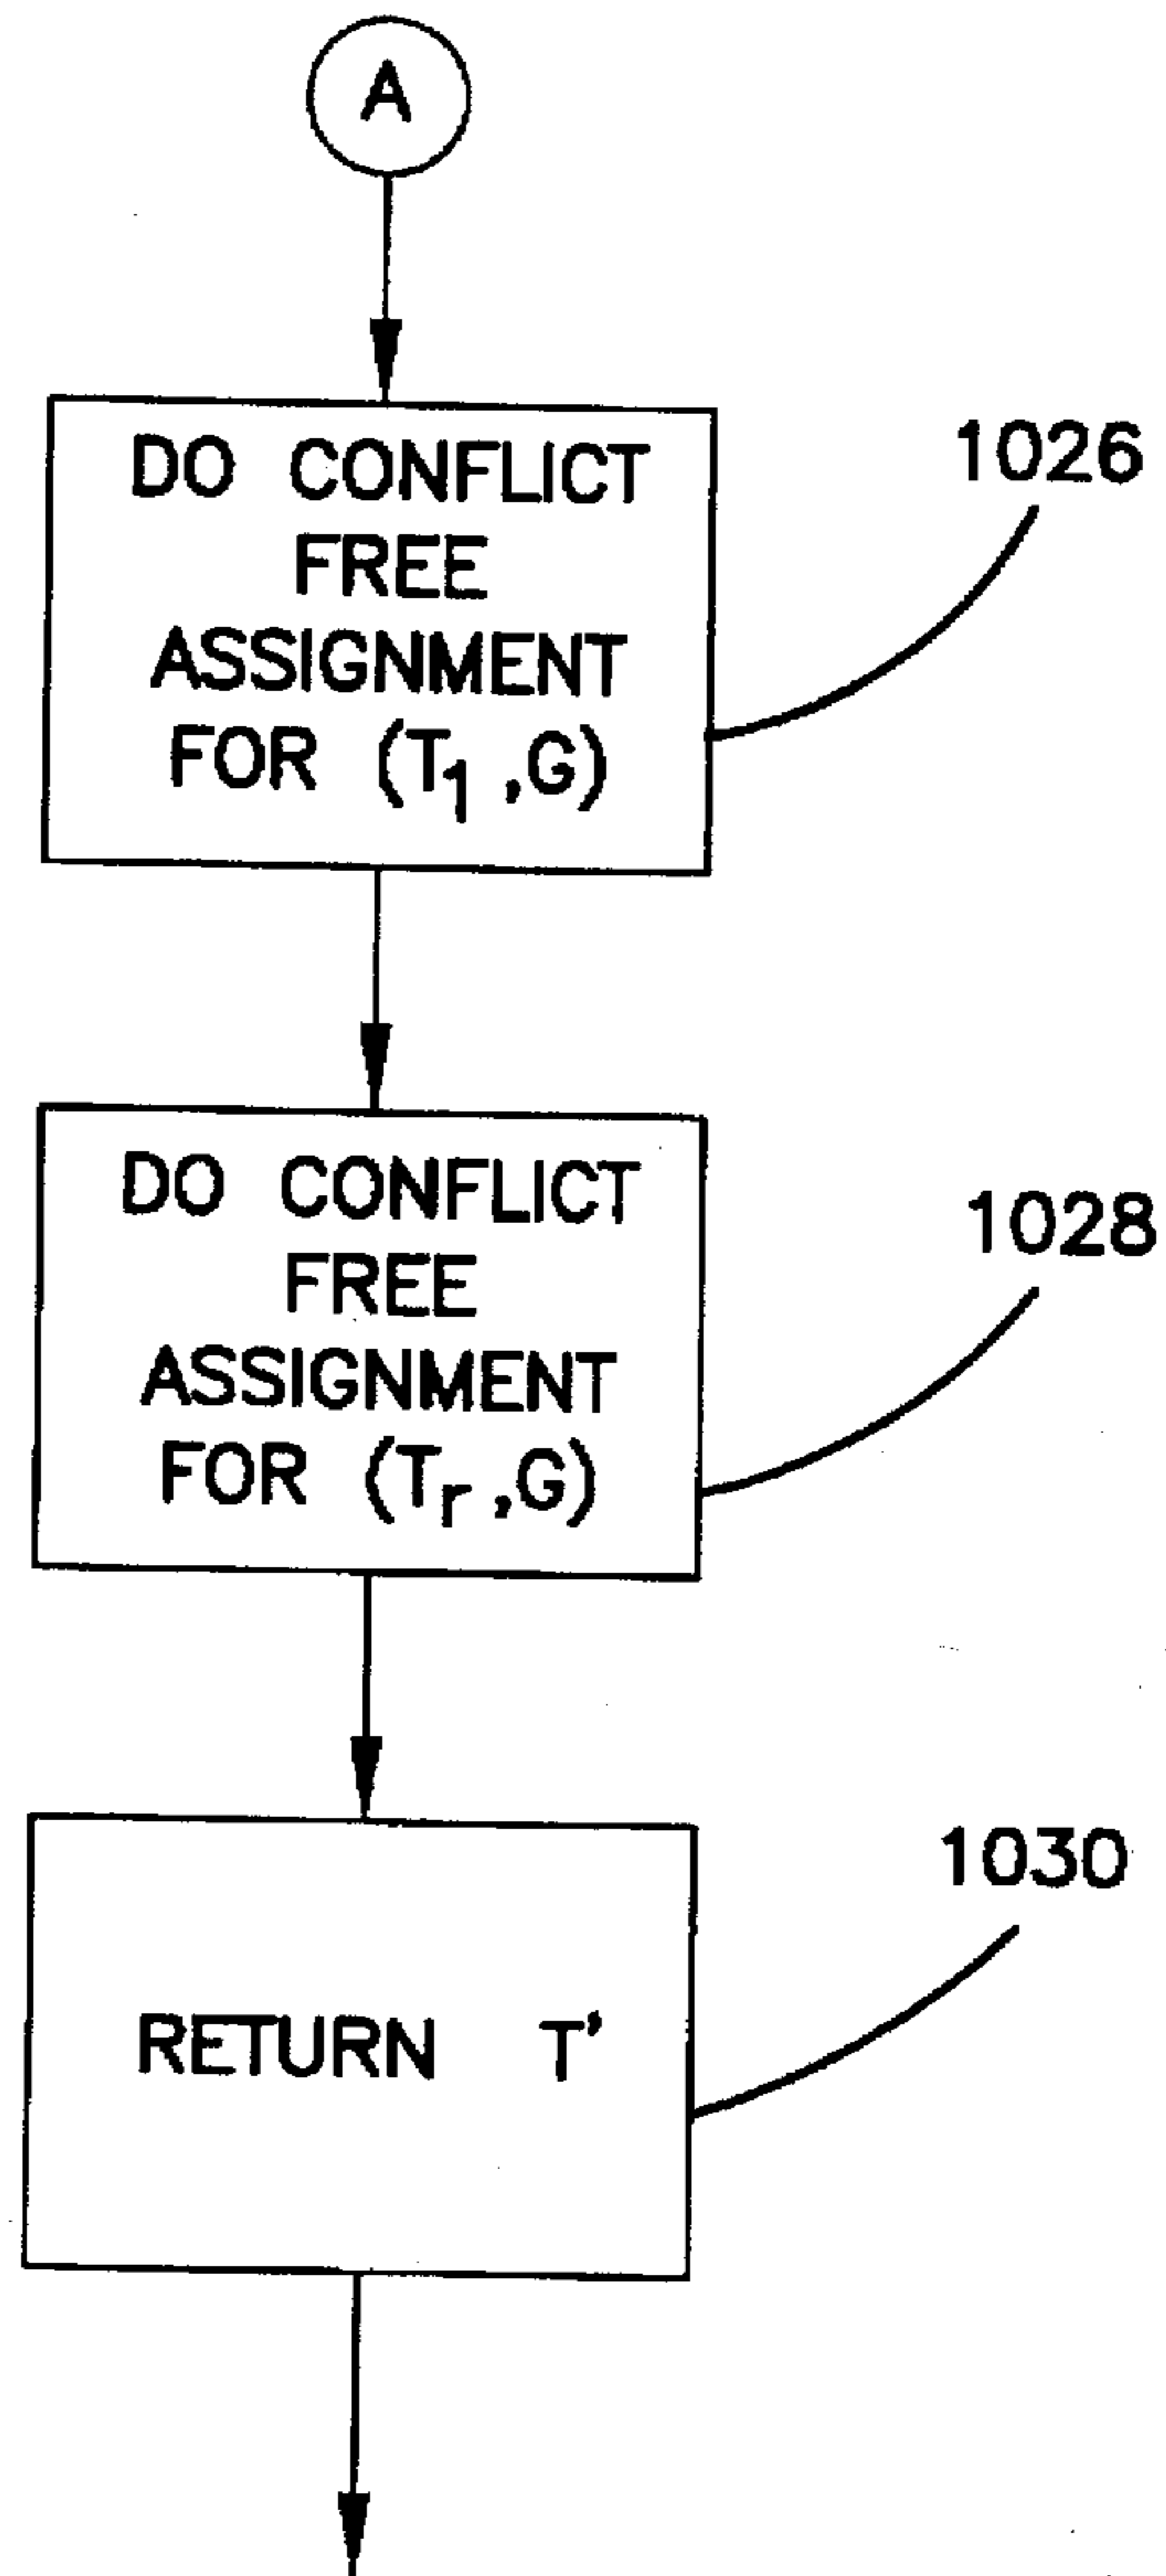 A
DO CONFLICT
FREE
ASSIGNMENT
FOR (T1 ,G)
1026
DO CONFLICT
FREE
ASSIGNMENT
FOR (Tr ,G)
1028
RETURN T'
1030